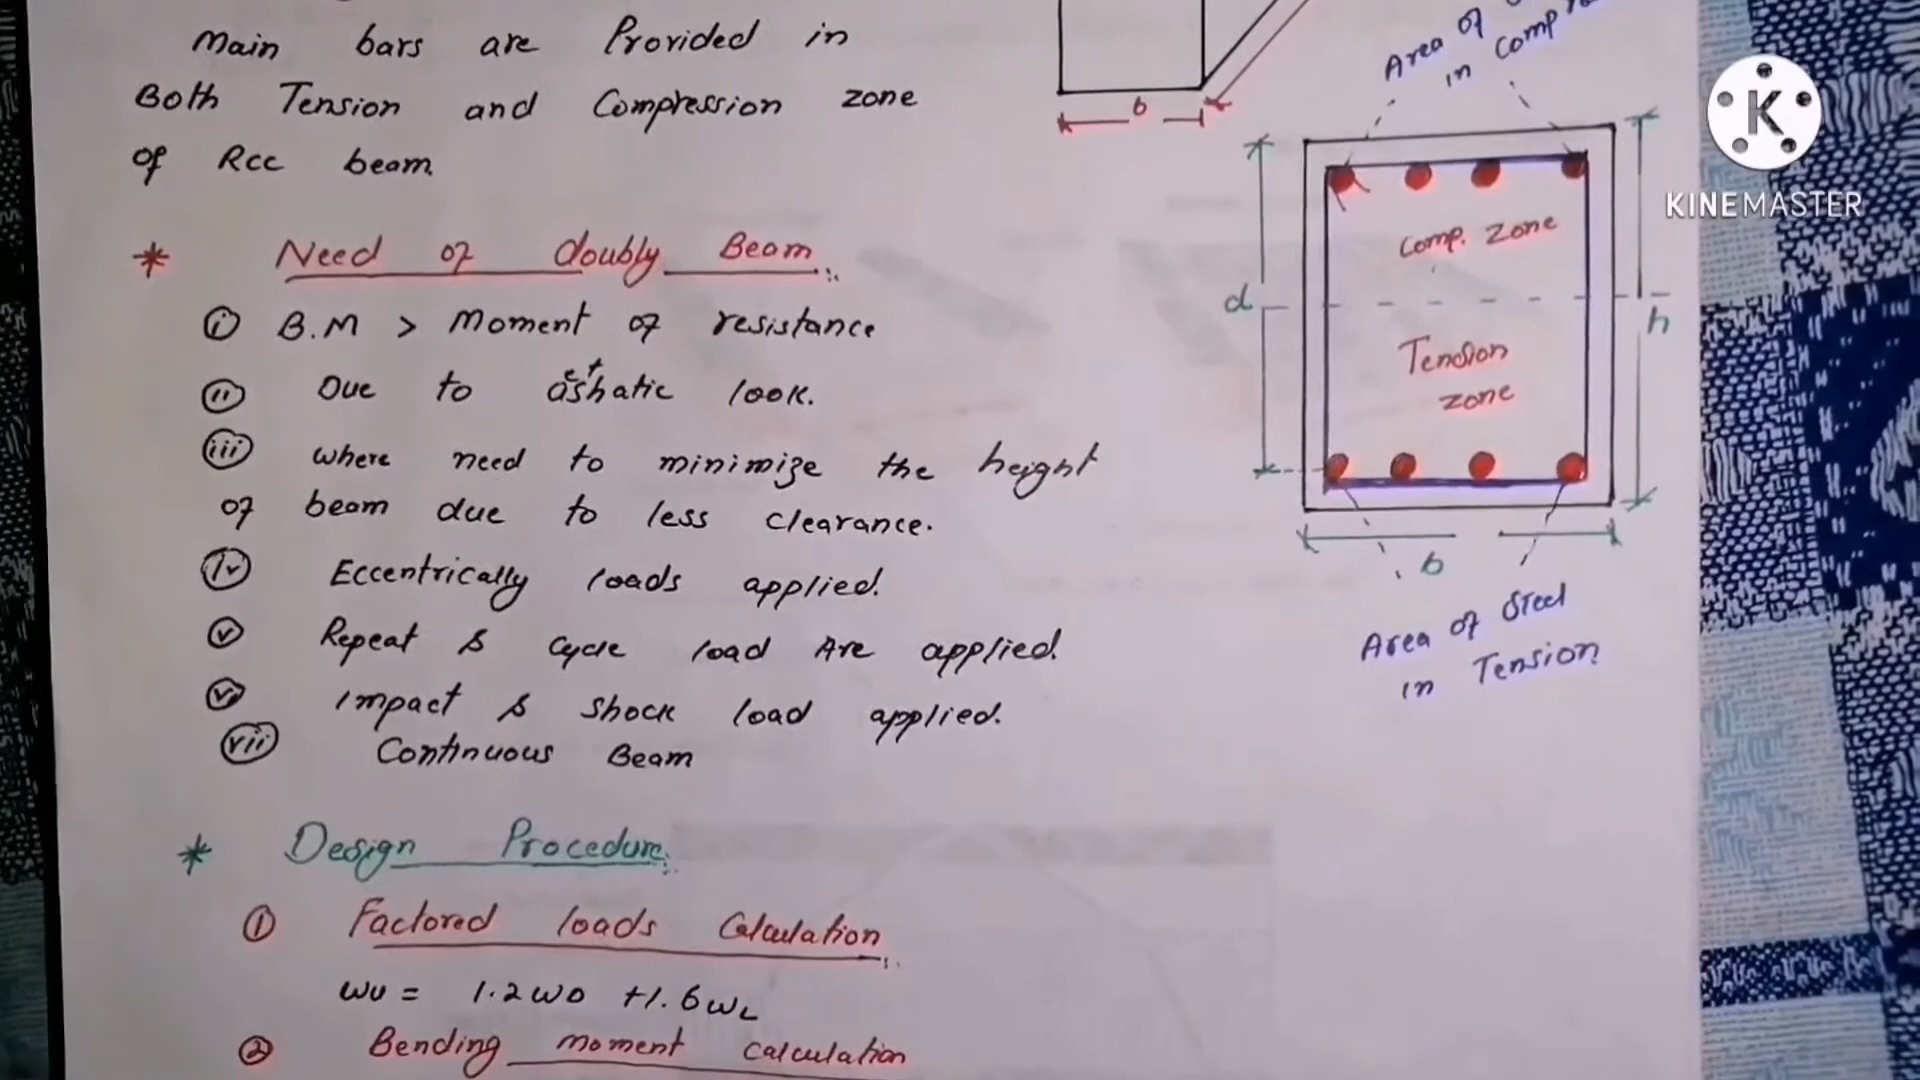 Main bars are Provided in
Both Tension and Compression zone
of Rcc beam.
* Need of doubly Beam
(i) B.M > Moment of resistance
(ii) Due to ashatic look.
et
(iii) where need to minimize the height
of beam due to less clearance.
(iv) Eccentrically loads applied.
(v) Repeat & cycle load Are applied.
(vi) Impact & shock load applied.
(vii) Continuous Beam
* Design Procedure
① Factored loads Calculation
wu = 1.2wD + 1.6wL
② Bending moment calculation
b
Area of
in Comp
Comp. zone
d
h
Tension
zone
b
Area of Steel
in Tension
K
KINEMASTER